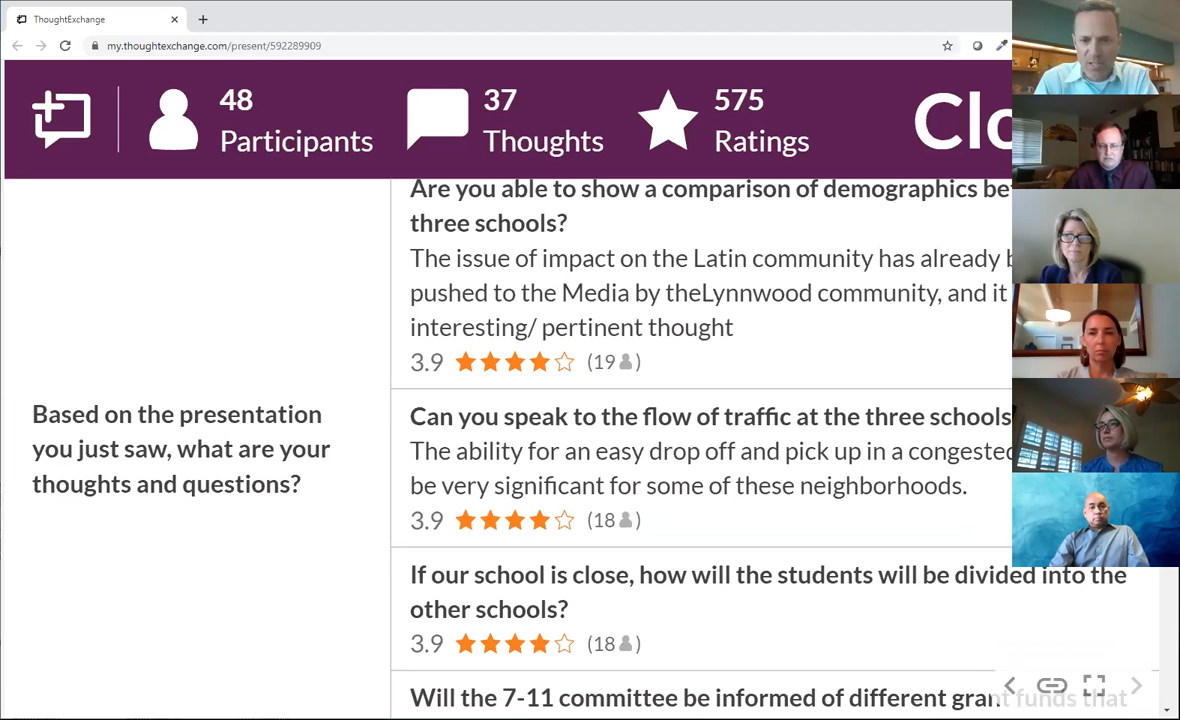 ThoughtExchange
my.thoughtexchange.com/present/592289909
48
Participants
37
Thoughts
575
Ratings
Clo
Are you able to show a comparison of demographics be
three schools?
The issue of impact on the Latin community has already
pushed to the Media by theLynnwood community, and it
interesting/ pertinent thought
3.9 (19)
Based on the presentation
you just saw, what are your
thoughts and questions?
Can you speak to the flow of traffic at the three schools
The ability for an easy drop off and pick up in a congested
be very significant for some of these neighborhoods.
3.9 (18)
If our school is close, how will the students will be divided into the
other schools?
3.9 (18)
Will the 7-11 committee be informed of different grant funds that